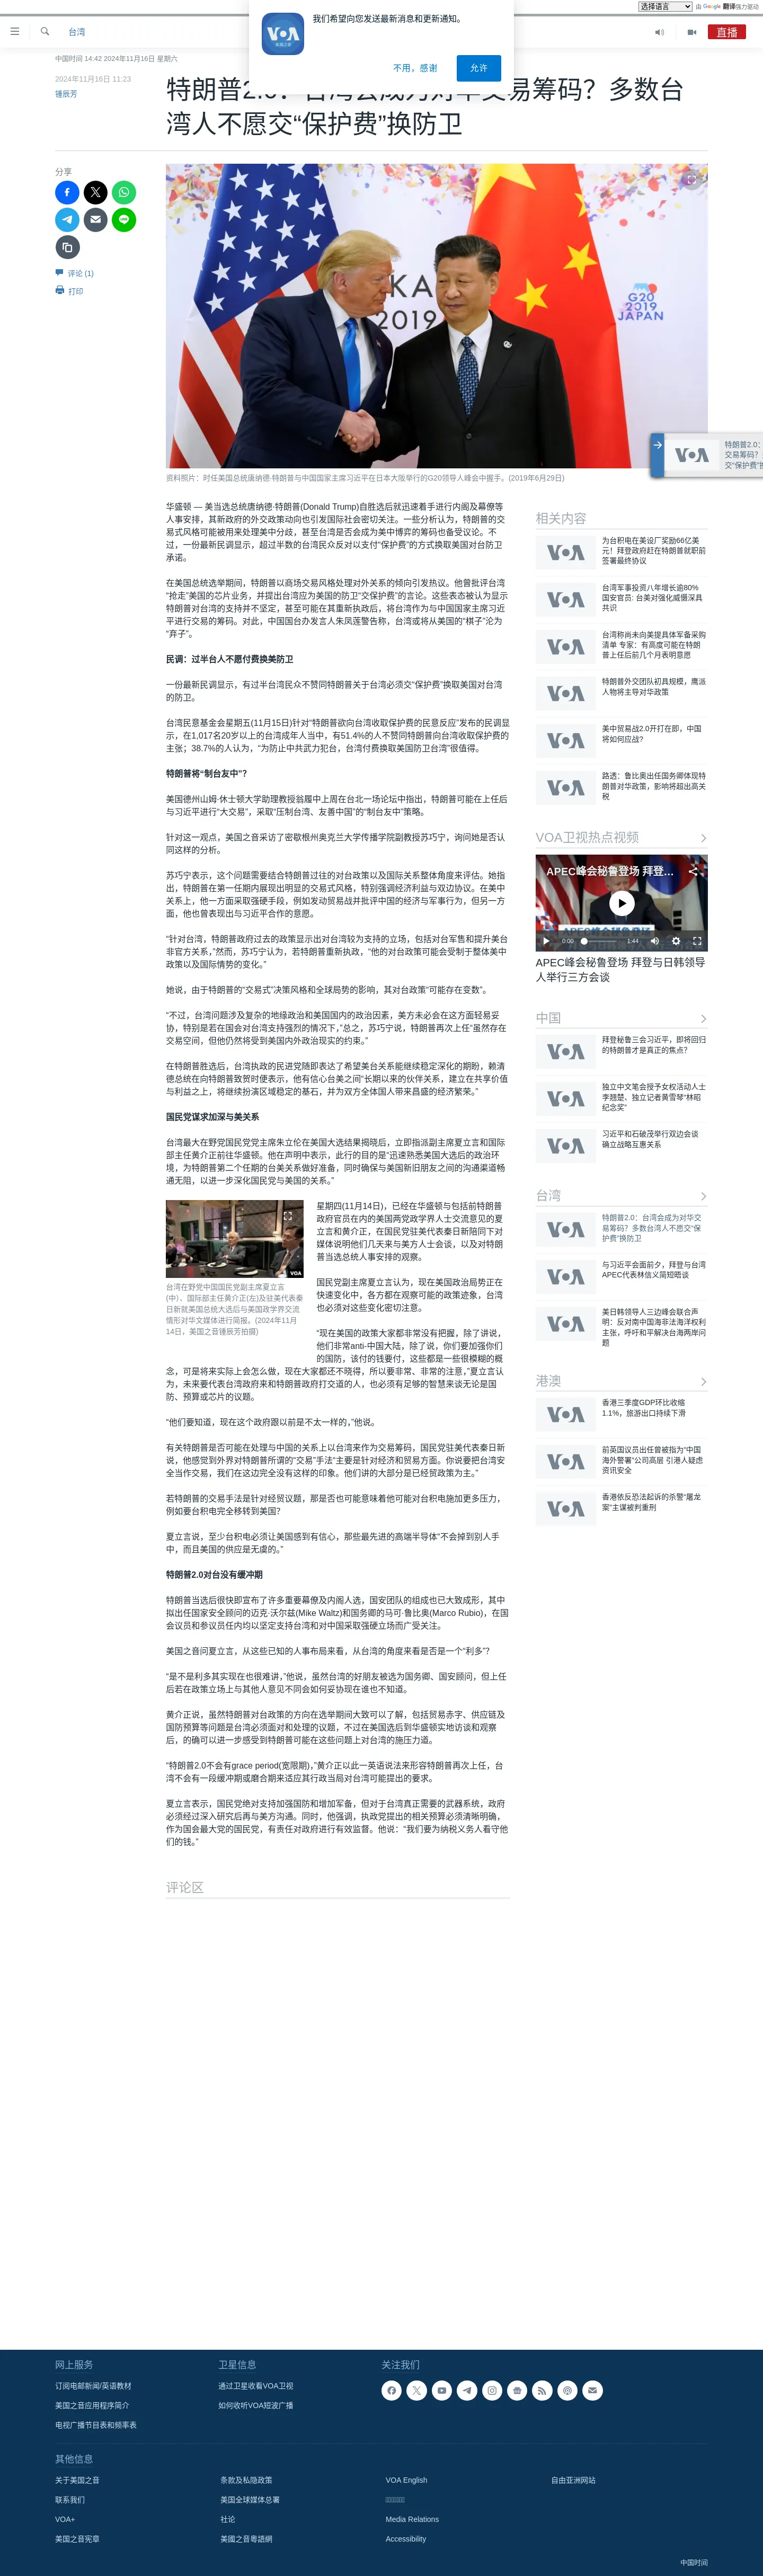 选择语言 由 Google 翻译强力驱动
我们希望向您发送最新消息和更新通知。
不用，感谢
允许
台湾
直播
中国时间 14:42 2024年11月16日 星期六
2024年11月16日 11:23
锺辰芳
特朗普2.0：台湾会成为对华交易筹码？多数台
湾人不愿交“保护费”换防卫
分享
评论 (1)
打印
KA
2019
G20
2019
JAPAN
资料照片：时任美国总统唐纳德·特朗普与中国国家主席习近平在日本大阪举行的G20领导人峰会中握手。(2019年6月29日)
VOA
特朗普2.0：
交易筹码？
交“保护费”换
华盛顿 — 美当选总统唐纳德·特朗普(Donald Trump)自胜选后就迅速着手进行内阁及幕僚等
人事安排，其新政府的外交政策动向也引发国际社会密切关注。一些分析认为，特朗普的交
易式风格可能被用来处理美中分歧，甚至台湾是否会成为美中博弈的筹码也备受议论。不
过，一份最新民调显示，超过半数的台湾民众反对以支付“保护费”的方式换取美国对台防卫
承诺。
在美国总统选举期间，特朗普以商场交易风格处理对外关系的倾向引发热议。他曾批评台湾
“抢走”美国的芯片业务，并提出台湾应为美国的防卫“交保护费”的言论。这些表态被认为显示
特朗普对台湾的支持并不坚定，甚至可能在其重新执政后，将台湾作为与中国国家主席习近
平进行交易的筹码。对此，中国国台办发言人朱凤莲警告称，台湾或将从美国的“棋子”沦为
“弃子”。
民调：过半台人不愿付费换美防卫
一份最新民调显示，有过半台湾民众不赞同特朗普关于台湾必须交“保护费”换取美国对台湾
的防卫。
台湾民意基金会星期五(11月15日)针对“特朗普欲向台湾收取保护费的民意反应”发布的民调显
示，在1,017名20岁以上的台湾成年人当中，有51.4%的人不赞同特朗普向台湾收取保护费的
主张；38.7%的人认为，“为防止中共武力犯台，台湾付费换取美国防卫台湾”很值得。
特朗普将“制台友中”？
美国德州山姆·休士顿大学助理教授翁履中上周在台北一场论坛中指出，特朗普可能在上任后
与习近平进行“大交易”，采取“压制台湾、友善中国”的“制台友中”策略。
针对这一观点，美国之音采访了密歇根州奥克兰大学传播学院副教授苏巧宁，询问她是否认
同这样的分析。
苏巧宁表示，这个问题需要结合特朗普过往的对台政策以及国际关系整体角度来评估。她指
出，特朗普在第一任期内展现出明显的交易式风格，特别强调经济利益与双边协议。在美中
关系上，他一方面采取强硬手段，例如发动贸易战并批评中国的经济与军事行为，但另一方
面，他也曾表现出与习近平合作的意愿。
“针对台湾，特朗普政府过去的政策显示出对台湾较为支持的立场，包括对台军售和提升美台
非官方关系，”然而，苏巧宁认为，若特朗普重新执政，“他的对台政策可能会受制于整体美中
政策以及国际情势的变化。”
她说，由于特朗普的“交易式”决策风格和全球局势的影响，其对台政策“可能存在变数”。
“不过，台湾问题涉及复杂的地缘政治和美国国内的政治因素，美方未必会在这方面轻易妥
协，特别是若在国会对台湾支持强烈的情况下，”总之，苏巧宁说，特朗普再次上任“虽然存在
交易空间，但他仍然将受到美国内外政治现实的约束。”
在特朗普胜选后，台湾执政的民进党随即表达了希望美台关系能继续稳定深化的期盼，赖清
德总统在向特朗普致贺时便表示，他有信心台美之间“长期以来的伙伴关系，建立在共享价值
与利益之上，将继续扮演区域稳定的基石，并为双方全体国人带来昌盛的经济繁荣。”
国民党谋求加深与美关系
台湾最大在野党国民党党主席朱立伦在美国大选结果揭晓后，立即指派副主席夏立言和国际
部主任黄介正前往华盛顿。他在声明中表示，此行的目的是“迅速熟悉美国大选后的政治环
境，为特朗普第二个任期的台美关系做好准备，同时确保与美国新旧朋友之间的沟通渠道畅
通无阻，以进一步深化国民党与美国的关系。”
VOA
台湾在野党中国国民党副主席夏立言
(中）、国际部主任黄介正(左)及驻美代表秦
日新就美国总统大选后与美国政学界交流
情形对华文媒体进行简报。(2024年11月
14日，美国之音锺辰芳拍摄)
星期四(11月14日)，已经在华盛顿与包括前特朗普
政府官员在内的美国两党政学界人士交流意见的夏
立言和黄介正，在国民党驻美代表秦日新陪同下对
媒体说明他们几天来与美方人士会谈，以及对特朗
普当选总统人事安排的观察。
国民党副主席夏立言认为，现在美国政治局势正在
快速变化中，各方都在观察可能的政策迹象，台湾
也必须对这些变化密切注意。
“现在美国的政策大家都非常没有把握，除了讲说，
他们非常anti-中国大陆，除了说，你们要加强你们
的国防，该付的钱要付，这些都是一些很模糊的概
念，可是将来实际上会怎么做，现在大家都还不晓得，所以要非常、非常的注意，”夏立言认
为，未来要代表台湾政府来和特朗普政府打交道的人，也必须有足够的智慧来谈无论是国
防、预算或芯片的议题。
“他们要知道，现在这个政府跟以前是不太一样的，”他说。
有关特朗普是否可能在处理与中国的关系上以台湾来作为交易筹码，国民党驻美代表秦日新
说，他感觉到外界对特朗普所谓的“交易”手法“主要是针对经济和贸易方面。你说要把台湾安
全当作交易，我们在这边完全没有这样的印象。他们讲的大部分是已经贸政策为主。”
若特朗普的交易手法是针对经贸议题，那是否也可能意味着他可能对台积电施加更多压力，
例如要台积电完全移转到美国？
夏立言说，至少台积电必须让美国感到有信心，那些最先进的高端半导体“不会掉到别人手
中，而且美国的供应是无虞的。”
特朗普2.0对台没有缓冲期
特朗普当选后很快即宣布了许多重要幕僚及内阁人选，国安团队的组成也已大致成形，其中
拟出任国家安全顾问的迈克·沃尔兹(Mike Waltz)和国务卿的马可·鲁比奥(Marco Rubio)，在国
会议员和参议员任内均以坚定支持台湾和对中国采取强硬立场而广受关注。
美国之音问夏立言，从这些已知的人事布局来看，从台湾的角度来看是否是一个“利多”？
“是不是利多其实现在也很难讲，”他说，虽然台湾的好朋友被选为国务卿、国安顾问，但上任
后若在政策立场上与其他人意见不同会如何妥协现在谁也不知道。
黄介正说，虽然特朗普对台政策的方向在选举期间大致可以了解，包括贸易赤字、供应链及
国防预算等问题是台湾必须面对和处理的议题，不过在美国选后到华盛顿实地访谈和观察
后，的确可以进一步感受到特朗普可能在这些问题上对台湾的施压力道。
“特朗普2.0不会有grace period(宽限期)，”黄介正以此一英语说法来形容特朗普再次上任，台
湾不会有一段缓冲期或磨合期来适应其行政当局对台湾可能提出的要求。
夏立言表示，国民党绝对支持加强国防和增加军备，但对于台湾真正需要的武器系统，政府
必须经过深入研究后再与美方沟通。同时，他强调，执政党提出的相关预算必须清晰明确，
作为国会最大党的国民党，有责任对政府进行有效监督。他说：“我们要为纳税义务人看守他
们的钱。”
评论区
相关内容
VOA
为台积电在美设厂奖励66亿美
元！拜登政府赶在特朗普就职前
签署最终协议
VOA
台湾军事投资八年增长逾80%
国安官员: 台美对强化威慑深具
共识
VOA
台湾称尚未向美提具体军备采购
清单 专家：有高度可能在特朗
普上任后前几个月表明意愿
VOA
特朗普外交团队初具规模，鹰派
人物将主导对华政策
VOA
美中贸易战2.0开打在即，中国
将如何应战?
VOA
路透：鲁比奥出任国务卿体现特
朗普对华政策，影响将超出高关
税
VOA卫视热点视频
APEC峰会秘鲁登场 拜登…
APEC峰会秘鲁登场
0:00
1:44
APEC峰会秘鲁登场 拜登与日韩领导
人举行三方会谈
中国
VOA
拜登秘鲁三会习近平，即将回归
的特朗普才是真正的焦点？
VOA
独立中文笔会授予女权活动人士
李翘楚、独立记者黄雪琴“林昭
纪念奖”
VOA
习近平和石破茂举行双边会谈
确立战略互惠关系
台湾
VOA
特朗普2.0：台湾会成为对华交
易筹码？多数台湾人不愿交“保
护费”换防卫
VOA
与习近平会面前夕，拜登与台湾
APEC代表林信义简短晤谈
VOA
美日韩领导人三边峰会联合声
明：反对南中国海非法海洋权利
主张，呼吁和平解决台海两岸问
题
港澳
VOA
香港三季度GDP环比收缩
1.1%，旅游出口持续下滑
VOA
前英国议员出任曾被指为“中国
海外警署”公司高层 引港人疑虑
资讯安全
VOA
香港依反恐法起诉的杀警“屠龙
案”主谋被判重刑
网上服务
订阅电邮新闻/英语教材
美国之音应用程序简介
电视广播节目表和频率表
卫星信息
通过卫星收看VOA卫视
如何收听VOA短波广播
关注我们
其他信息
关于美国之音
联系我们
VOA+
美国之音宪章
条款及私隐政策
美国全球媒体总署
社论
美國之音粵語網
VOA English
Media Relations
Accessibility
自由亚洲网站
中国时间